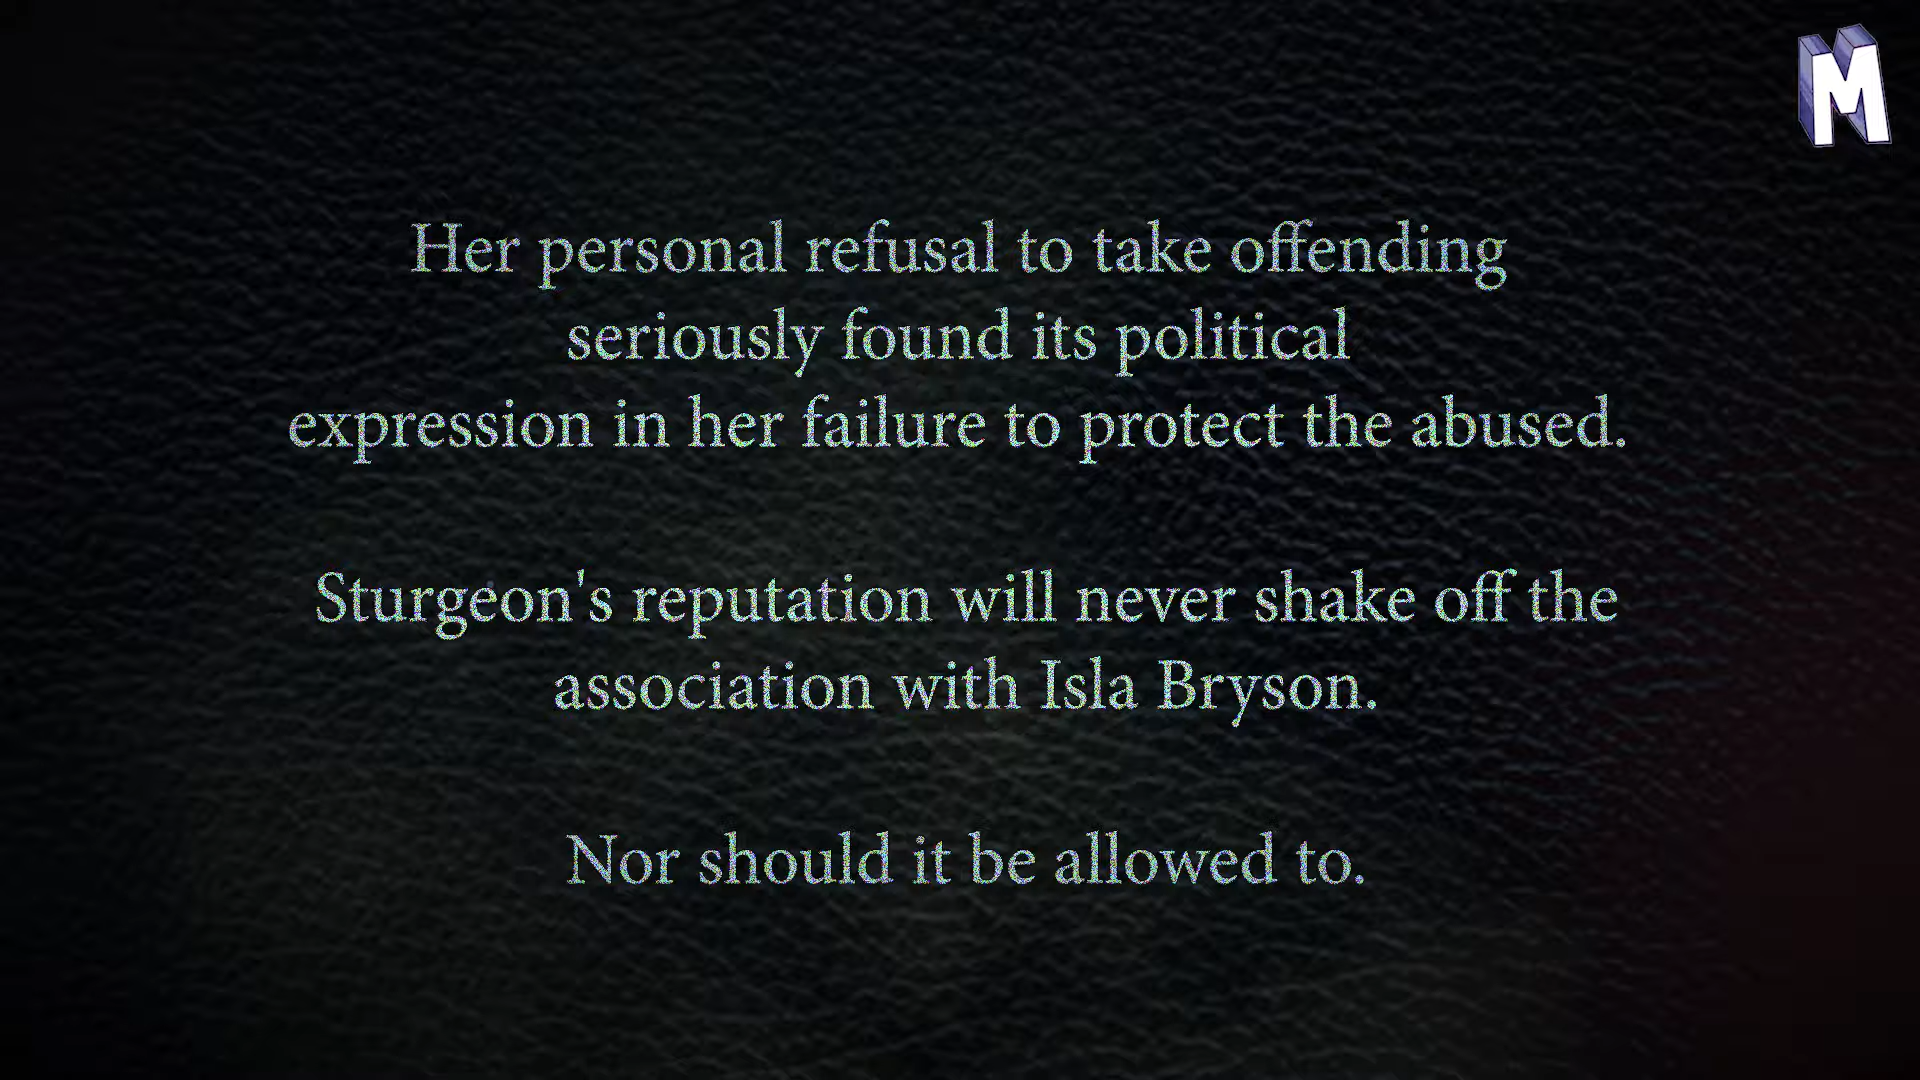 M
Her personal refusal to take offending
seriously found its political
expression in her failure to protect the abused.
Sturgeon's reputation will never shake off the
association with Isla Bryson.
Nor should it be allowed to.